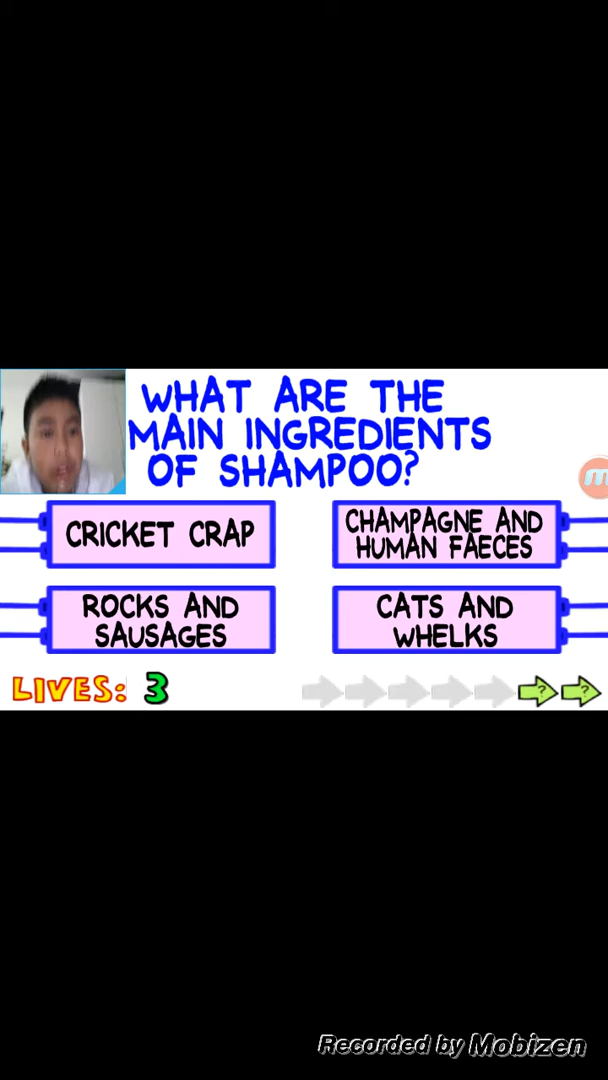 WHAT ARE THE
MAIN INGREDIENTS
OF SHAMPOO?
CRICKET CRAP
CHAMPAGNE AND
HUMAN FAECES
ROCKS AND
SAUSAGES
CATS AND
WHELKS
LIVES: 3
? ?
Recorded by Mobizen